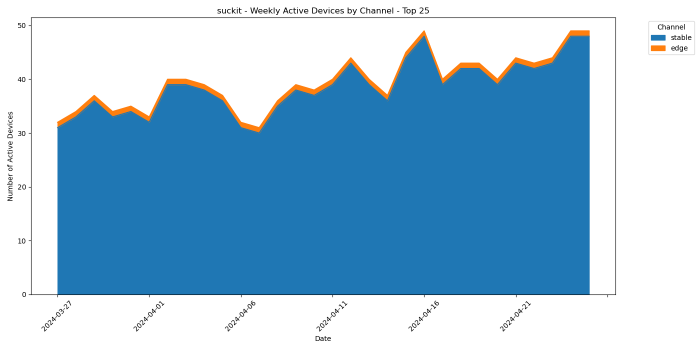 suckit - Weekly Active Devices by Channel - Top 25
Channel
stable
edge
Number of Active Devices
50
40
30
20
10
0
2024-03-27
2024-04-01
2024-04-06
2024-04-11
2024-04-16
2024-04-21
Date